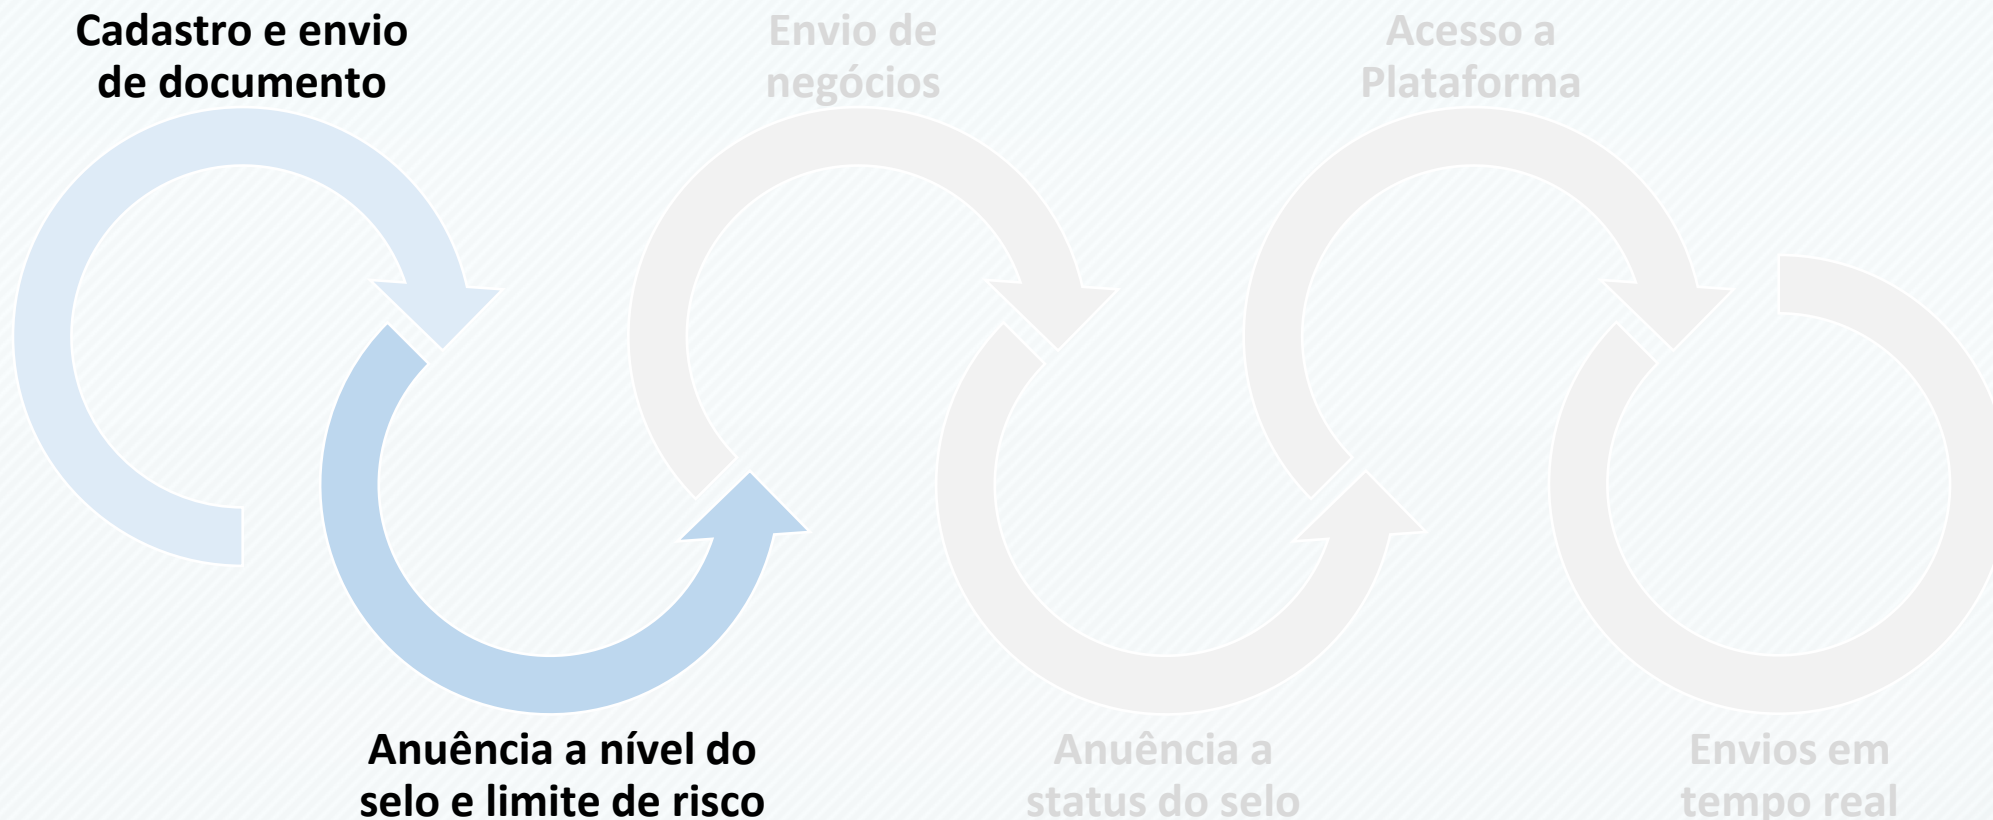 Cadastro e envio
de documento
Envio de
negócios
Acesso a
Plataforma
Anuência a nível do
selo e limite de risco
Anuência a
status do selo
Envios em
tempo real